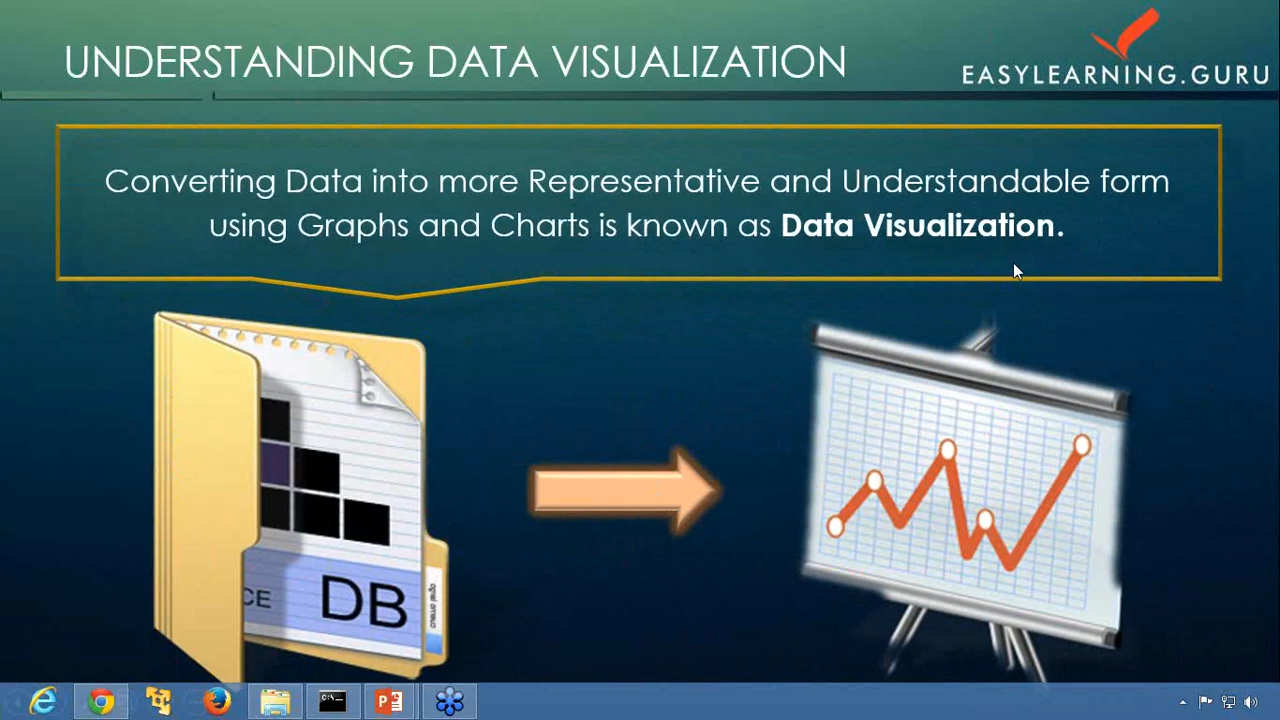 UNDERSTANDING DATA VISUALIZATION
EASYLEARNING.GURU
Converting Data into more Representative and Understandable form
using Graphs and Charts is known as Data Visualization.
CE
DB
C:\
P